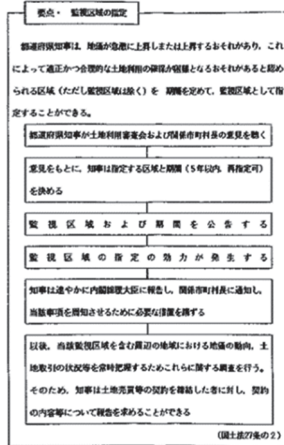 要点・ 監視区域の指定
都道府県知事は、地価が急激に上昇しまたは上昇するおそれがあり、これ
によって適正かつ合理的な土地利用の確保が困難となるおそれがあると認め
られる区域（ただし監視区域は除く）を 期間を定めて、監視区域として指
定することができる。
都道府県知事が土地利用審査会および関係市町村長の意見を聴く
意見をもとに、知事は指定する区域と期間（５年以内、再指定可）
を決める
監視区域および期間を公告する
監視区域の指定の効力が発生する
知事は速やかに内閣総理大臣に報告し、関係市町村長に通知し、
当該事項を周知させるために必要な措置を講ずる
以後、当該監視区域を含む周辺の地域における地価の動向、土
地取引の状況等を常時把握するためこれらに関する調査を行う。
そのため、知事は土地売買等の契約を締結した者に対し、契約
の内容等について報告を求めることができる
（国土法27条の２）